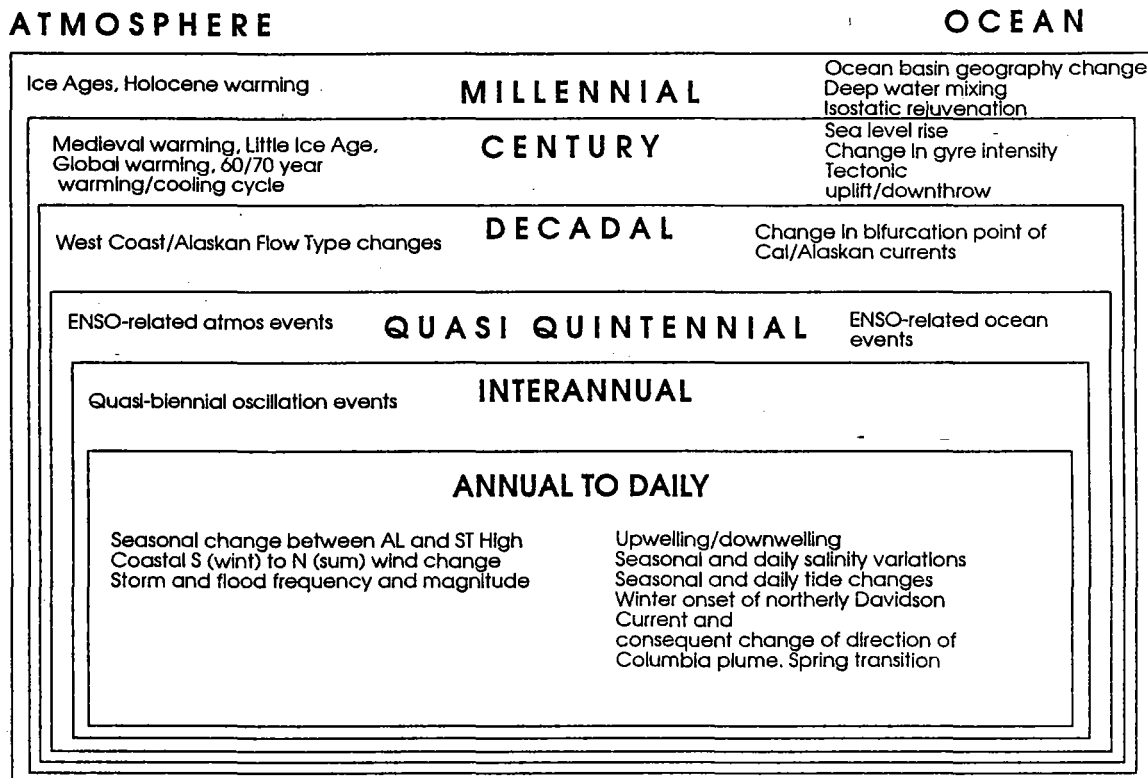 ATMOSPHERE
OCEAN
Ice Ages, Holocene warming
MILLENNIAL
Ocean basin geography change
Deep water mixing
Isostatic rejuvenation
Medieval warming, Little Ice Age,
Global warming, 60/70 year
warming/cooling cycle
CENTURY
Sea level rise
Change in gyre intensity
Tectonic
uplift/downthrow
West Coast/Alaskan Flow Type changes
DECADAL
Change in bifurcation point of
Cal/Alaskan currents
ENSO-related atmos events
QUASI QUINTENNIAL
ENSO-related ocean
events
Quasi-biennial oscillation events
INTERANNUAL
ANNUAL TO DAILY
Seasonal change between AL and ST High
Coastal S (wint) to N (sum) wind change
Storm and flood frequency and magnitude
Upwelling/downwelling
Seasonal and daily salinity variations
Seasonal and daily tide changes
Winter onset of northerly Davidson
Current and
consequent change of direction of
Columbia plume. Spring transition